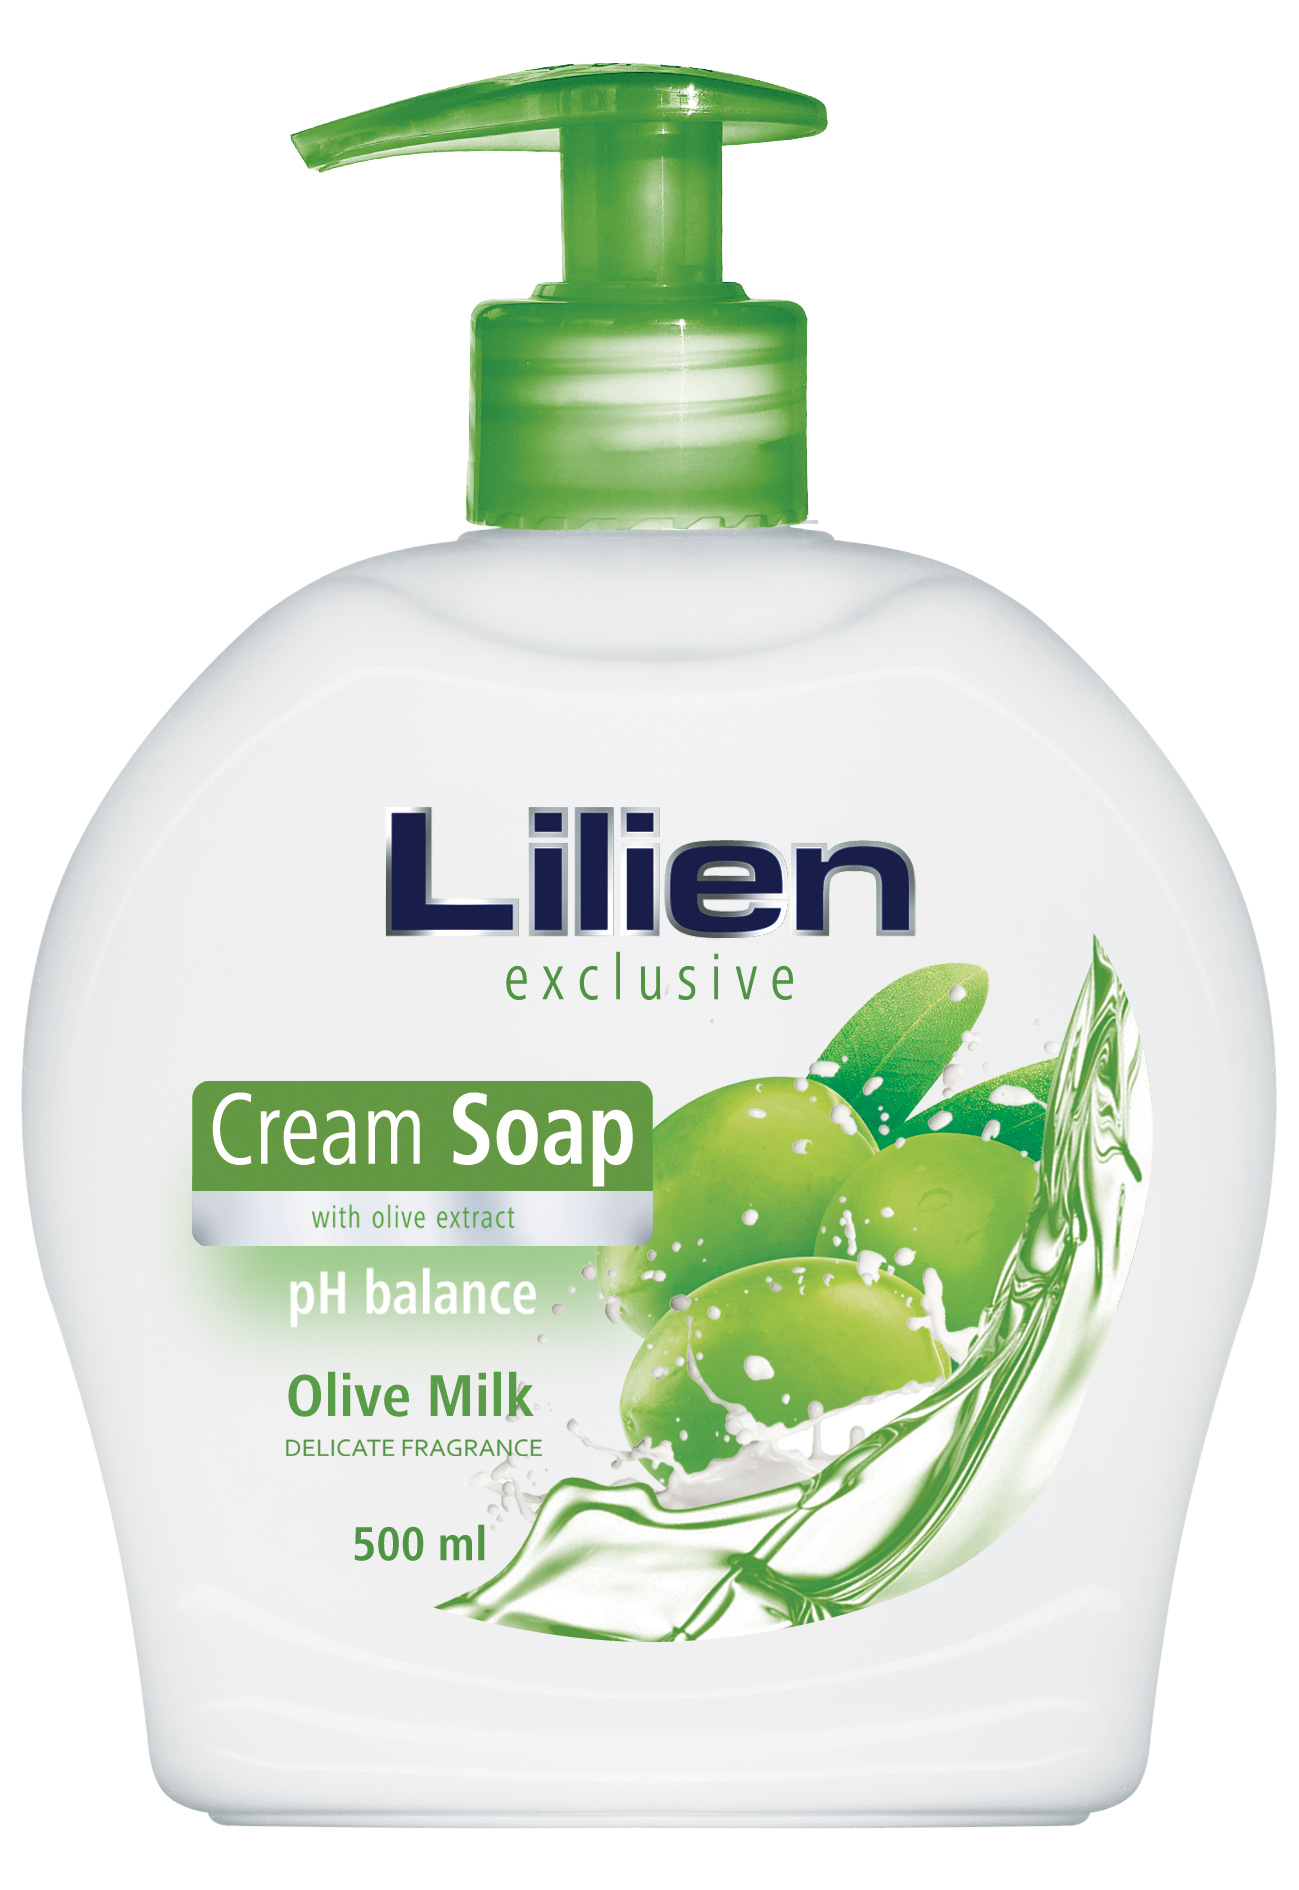 Lilien
exclusive
Cream Soap
with olive extract
pH balance
Olive Milk
DELICATE FRAGRANCE
500 ml